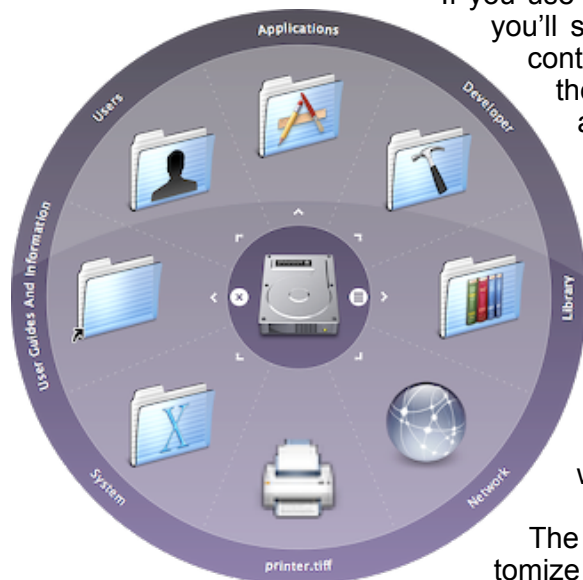 If you use
you'll s
cont
the
a
Applications
Users
Developer
User Guides And Information
Library
System
Network
printer.tiff
X
w
The
tomize